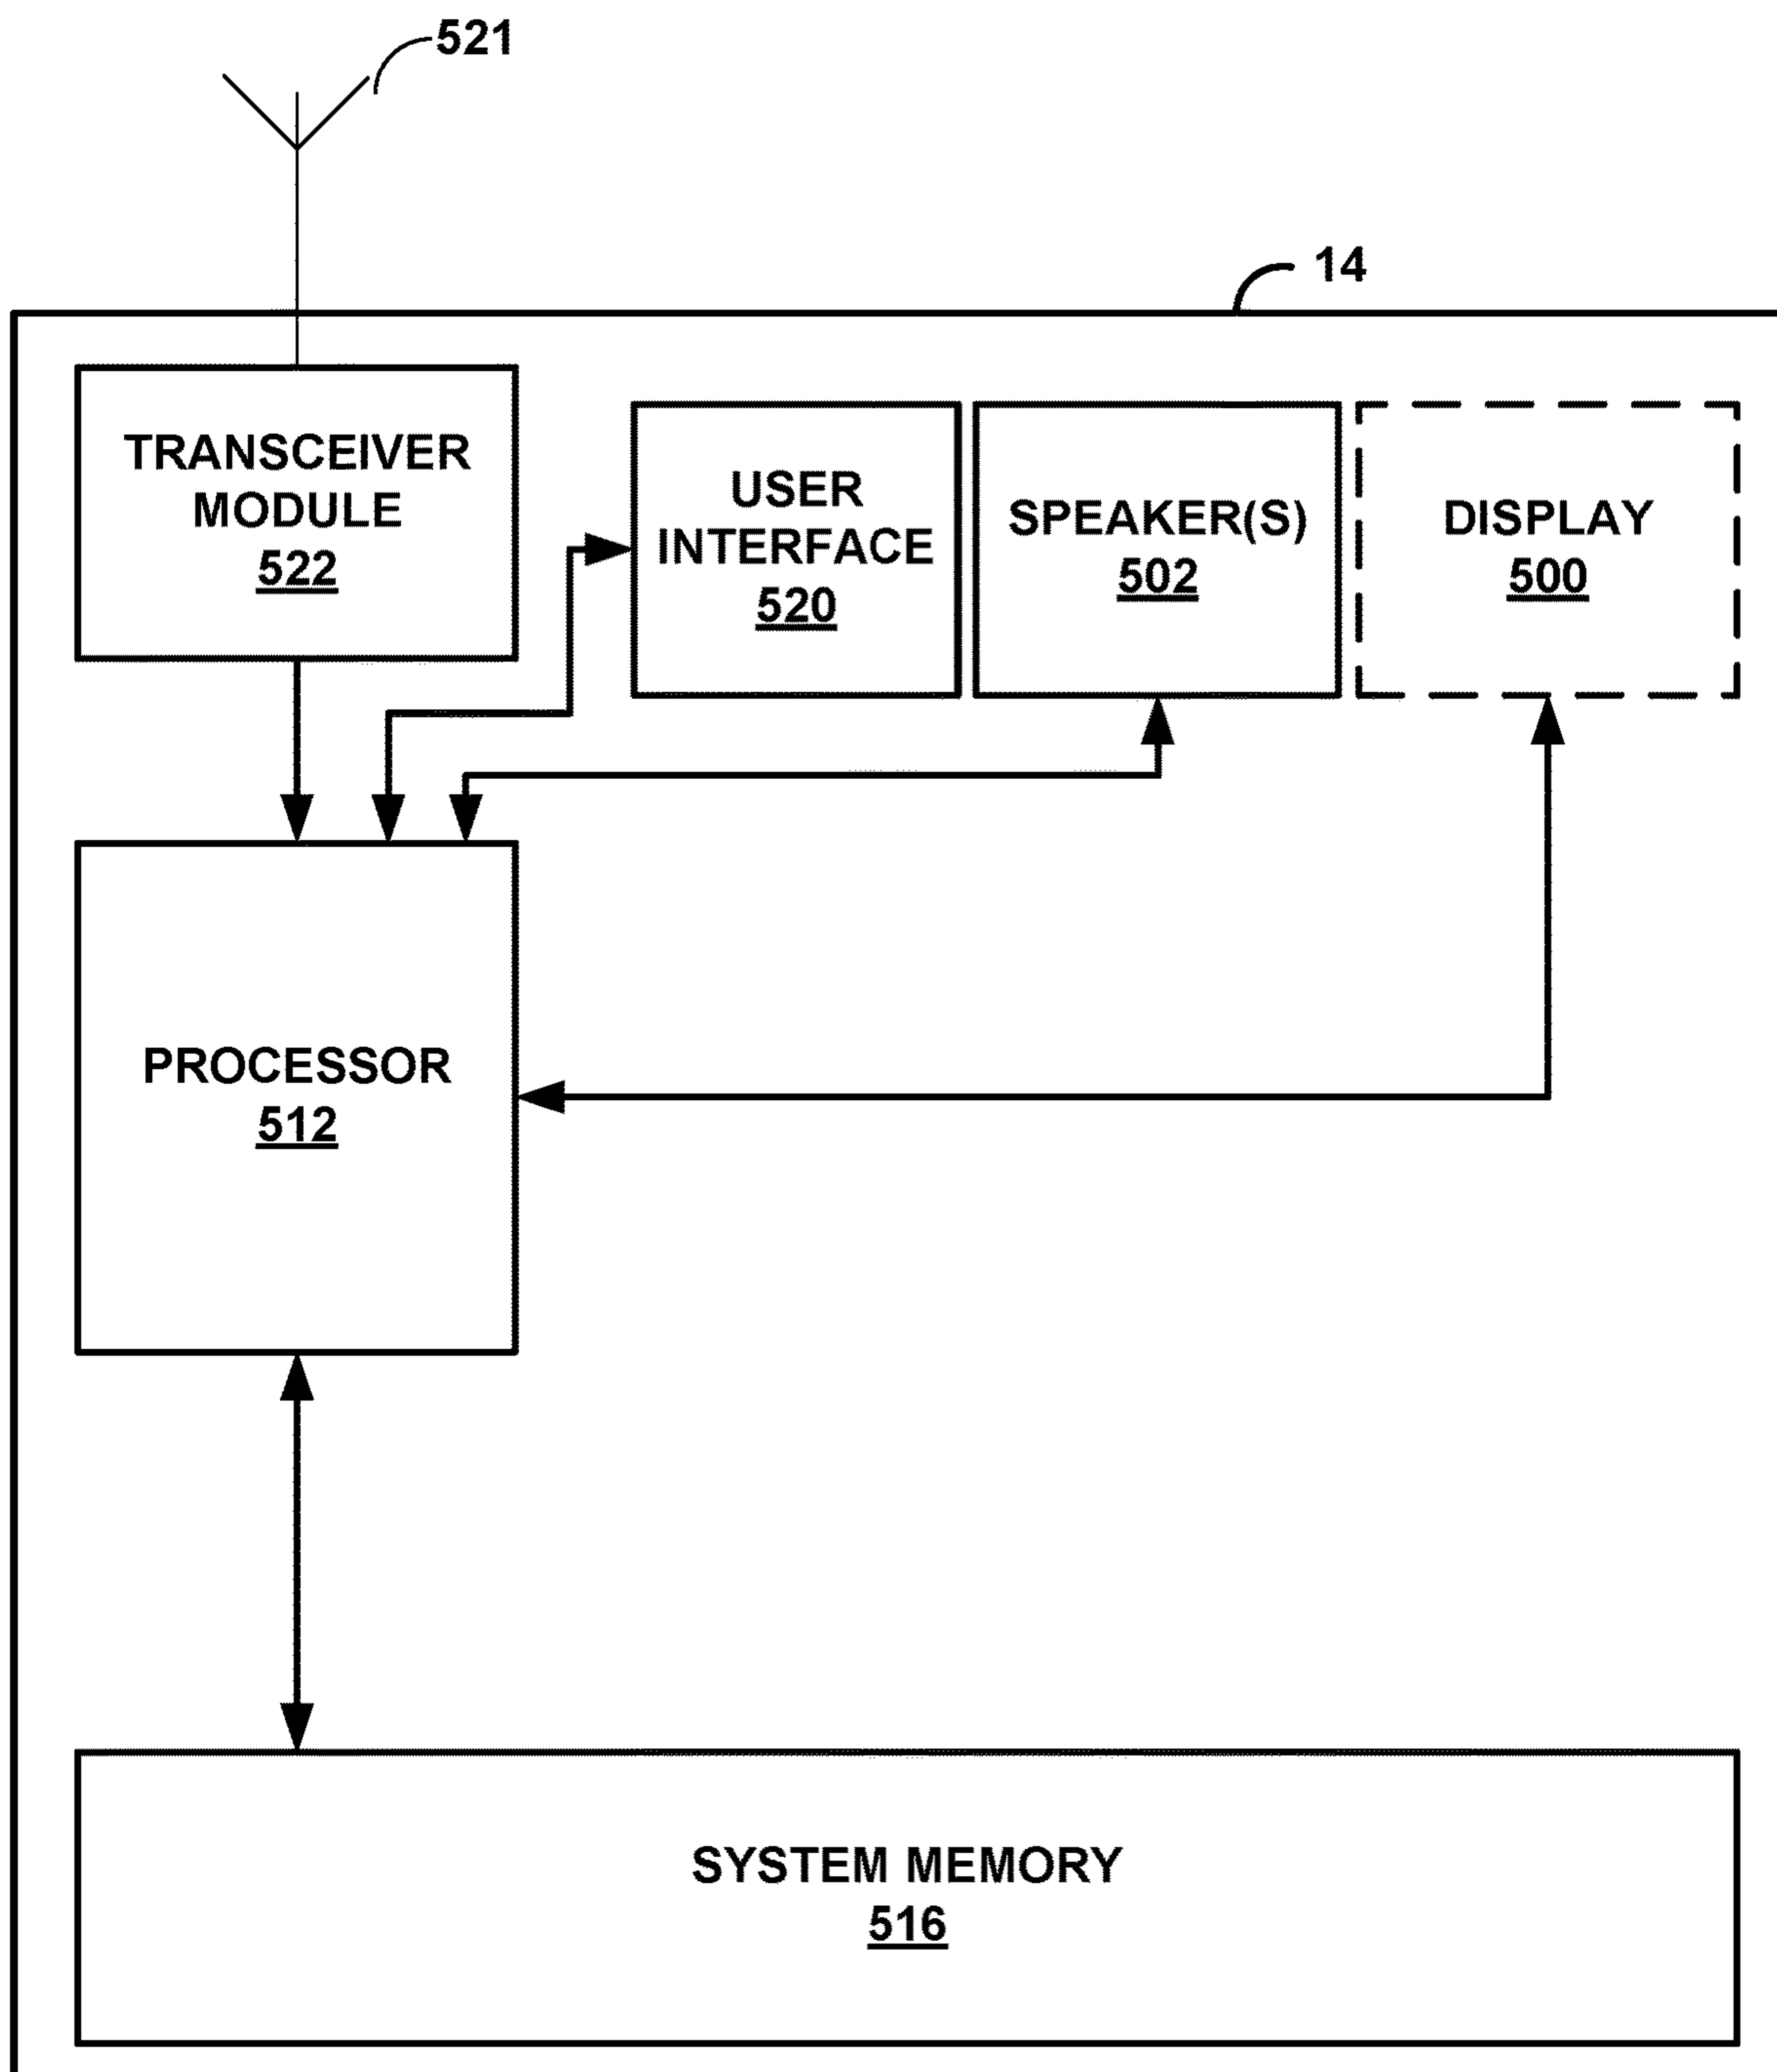 521
14
TRANSCEIVER
MODULE
522
USER
INTERFACE
520
SPEAKER(S)
502
DISPLAY
500
PROCESSOR
512
SYSTEM MEMORY
516